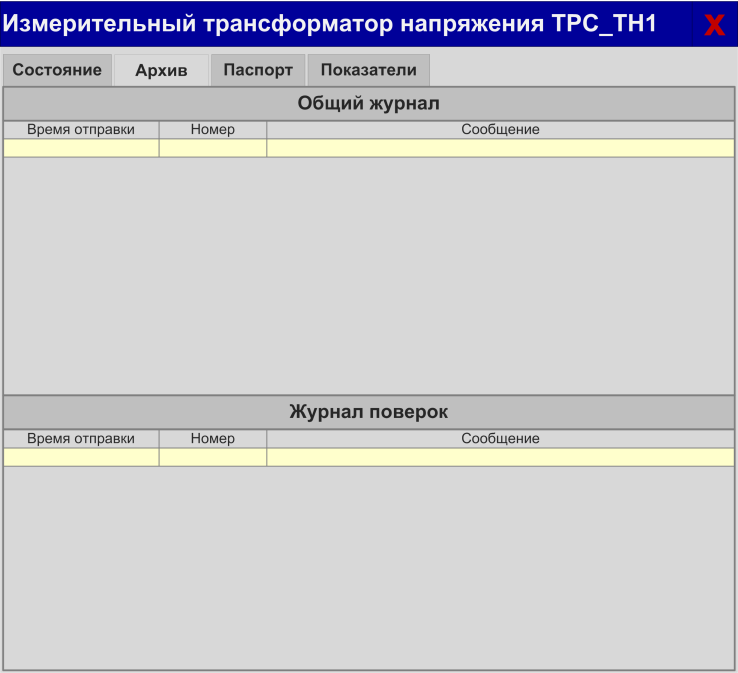 Измерительный трансформатор напряжения ТРС_ТН1 X
Состояние Архив Паспорт Показатели
Общий журнал
Время отправки Номер Сообщение
Журнал поверок
Время отправки Номер Сообщение